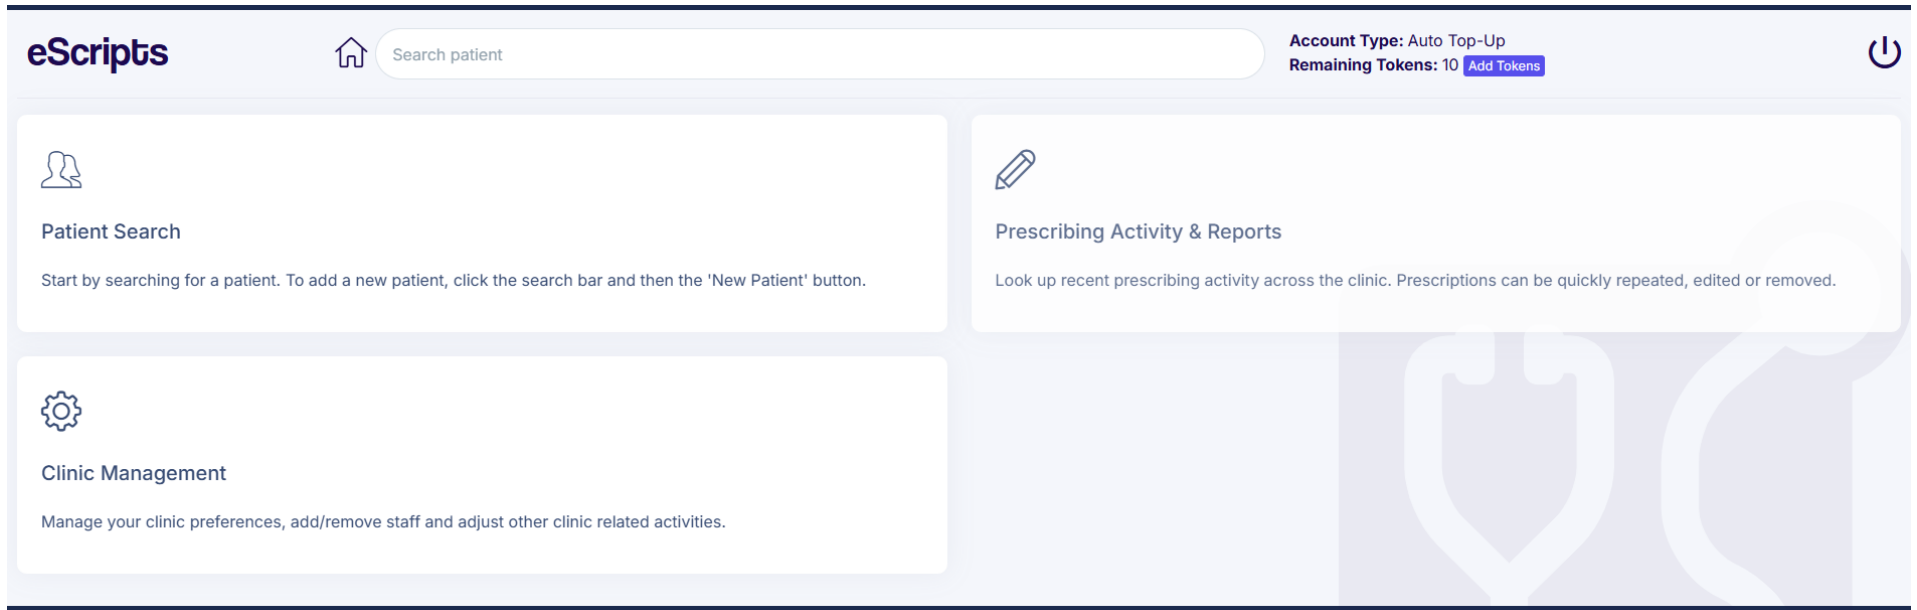 eScripts
Search patient
Account Type: Auto Top-Up
Remaining Tokens: 10 Add Tokens
Patient Search
Start by searching for a patient. To add a new patient, click the search bar and then the 'New Patient' button.
Prescribing Activity & Reports
Look up recent prescribing activity across the clinic. Prescriptions can be quickly repeated, edited or removed.
Clinic Management
Manage your clinic preferences, add/remove staff and adjust other clinic related activities.